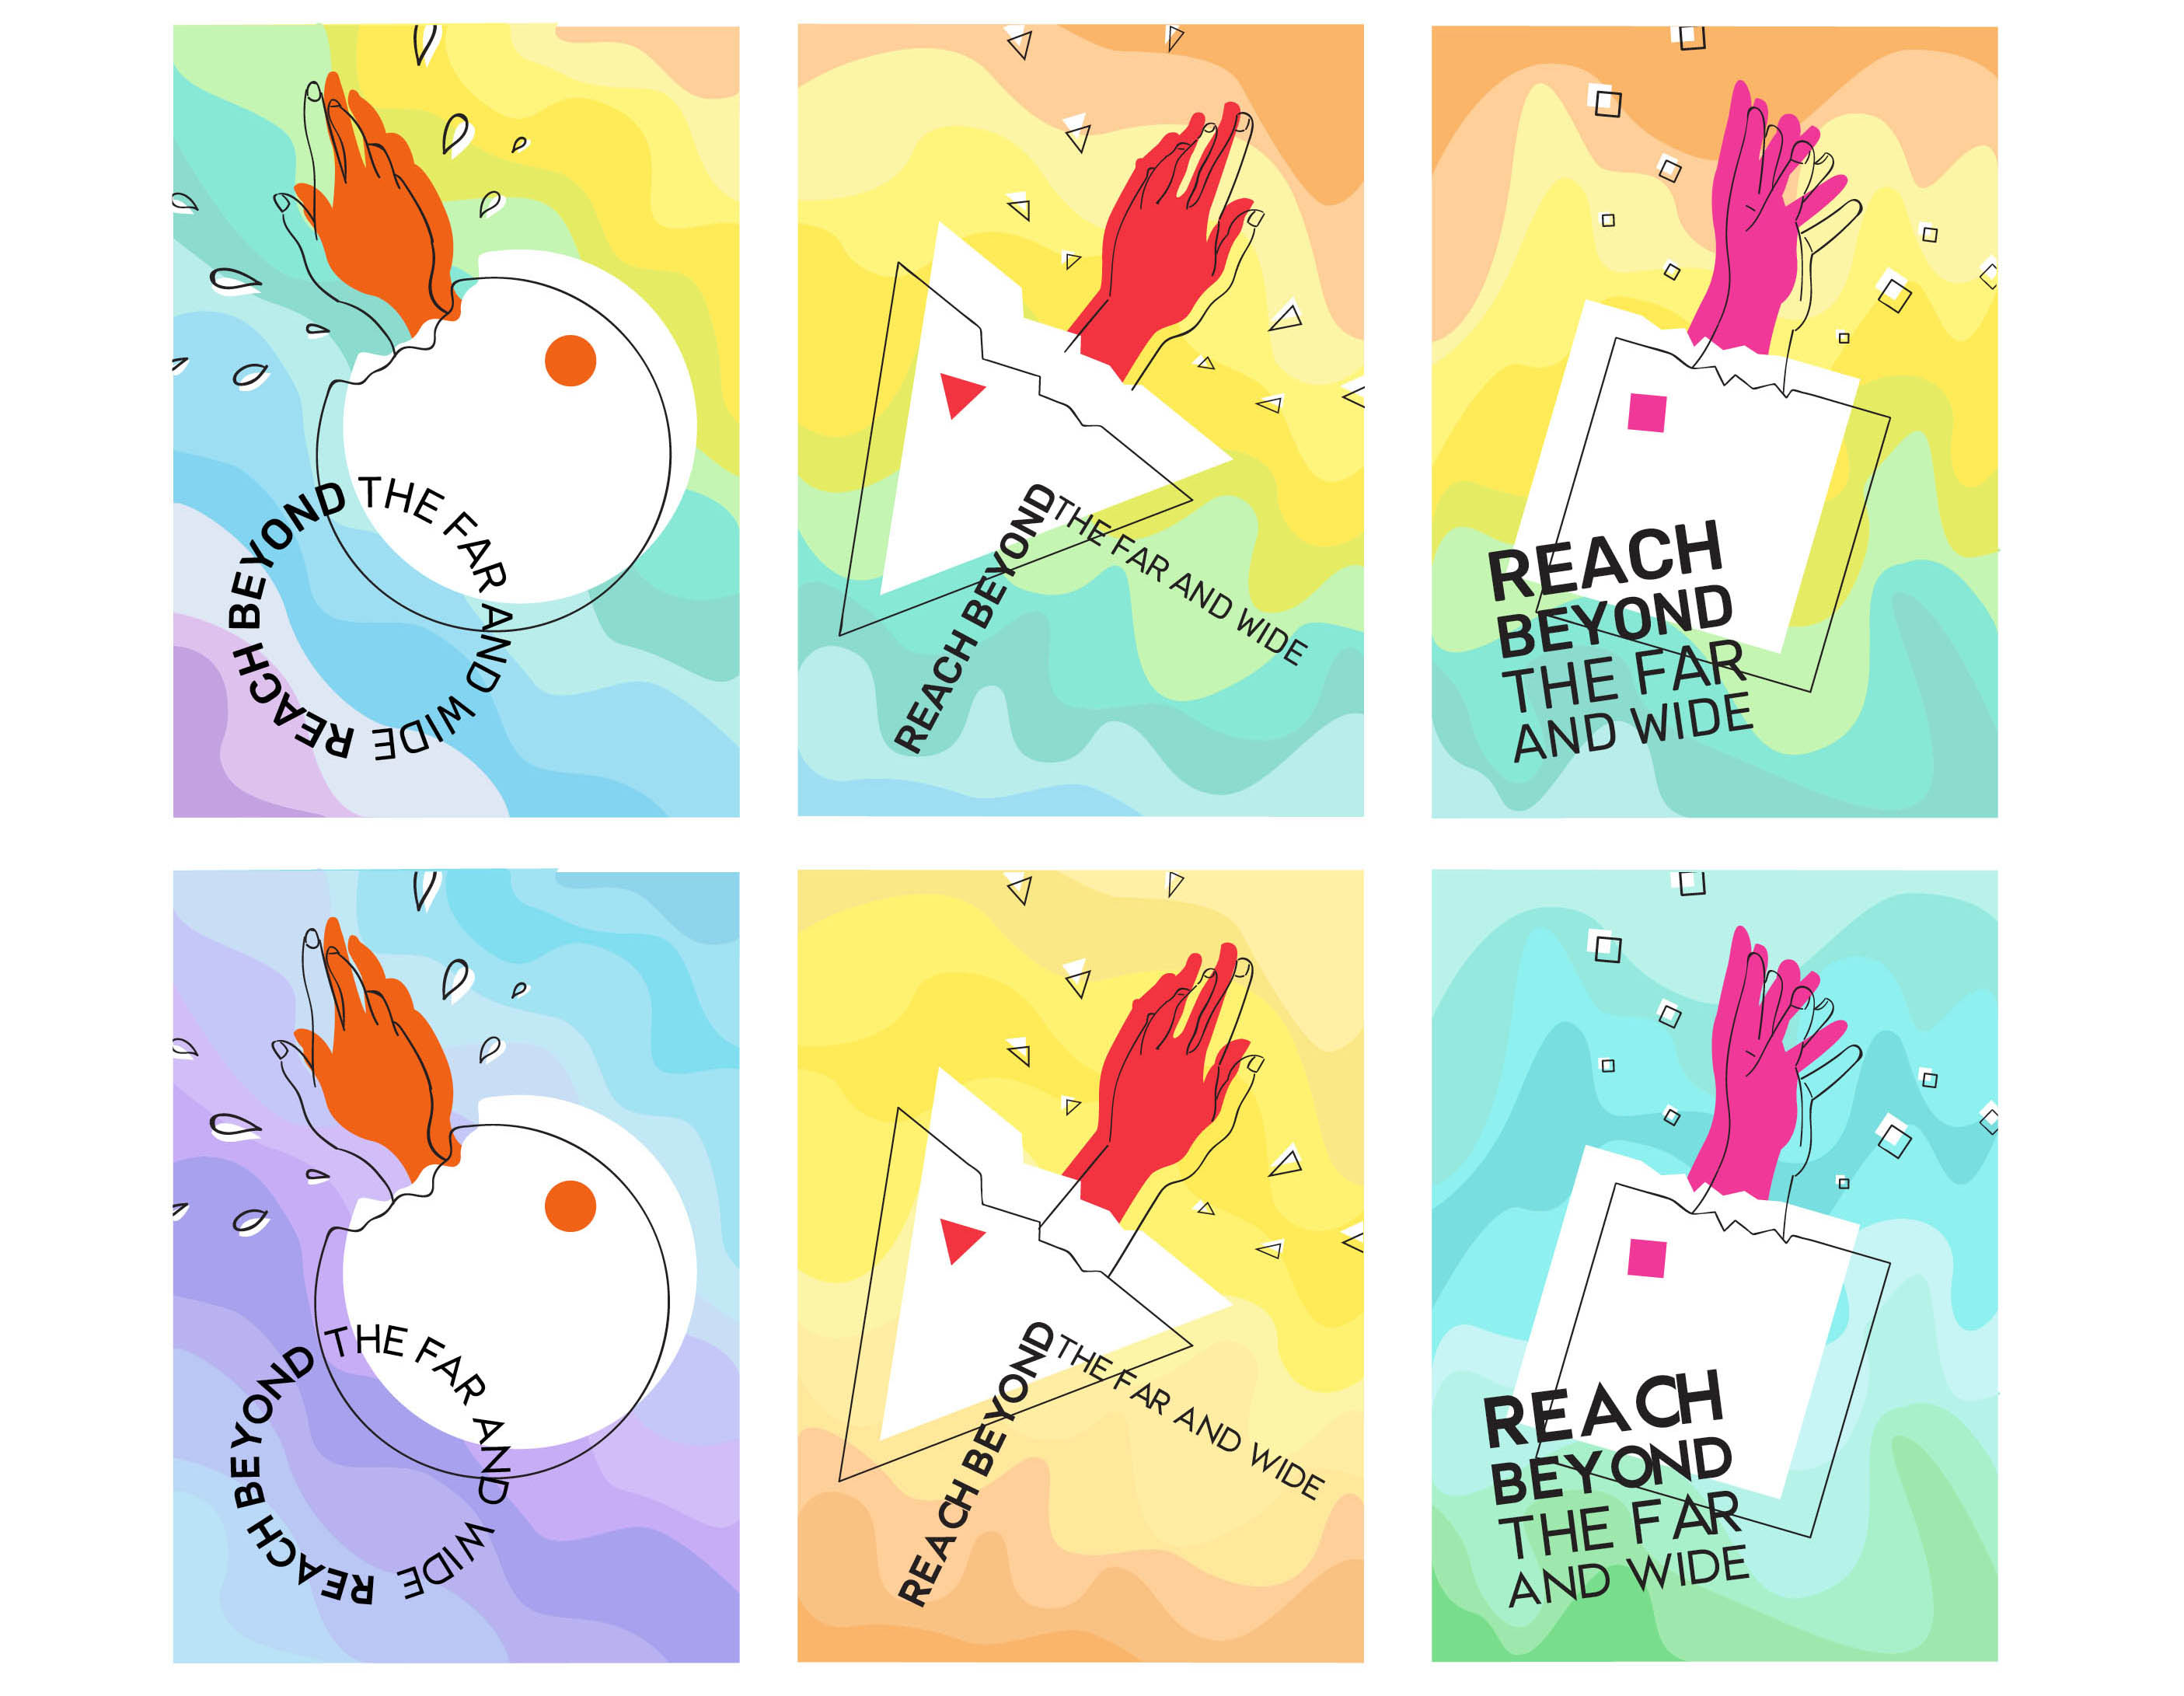 REACH BEYOND THE FAR AND WIDE
REACH BEYOND
THE FAR AND WIDE
REACH
BEYOND
THE FAR
AND WIDE
REACH BEYOND THE FAR AND WIDE
REACH BEYOND
THE FAR AND WIDE
REACH
BEYOND
THE FAR
AND WIDE